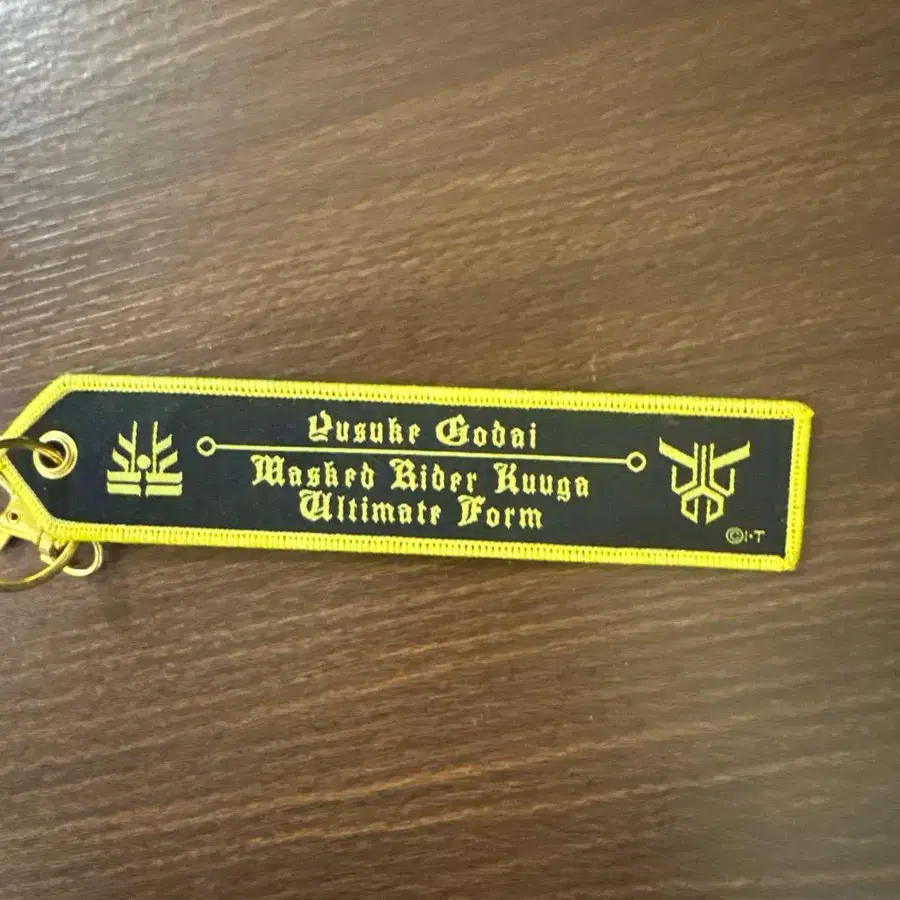 Yusuke Godai
Masked Rider Kuuga
Ultimate Form
©I・T